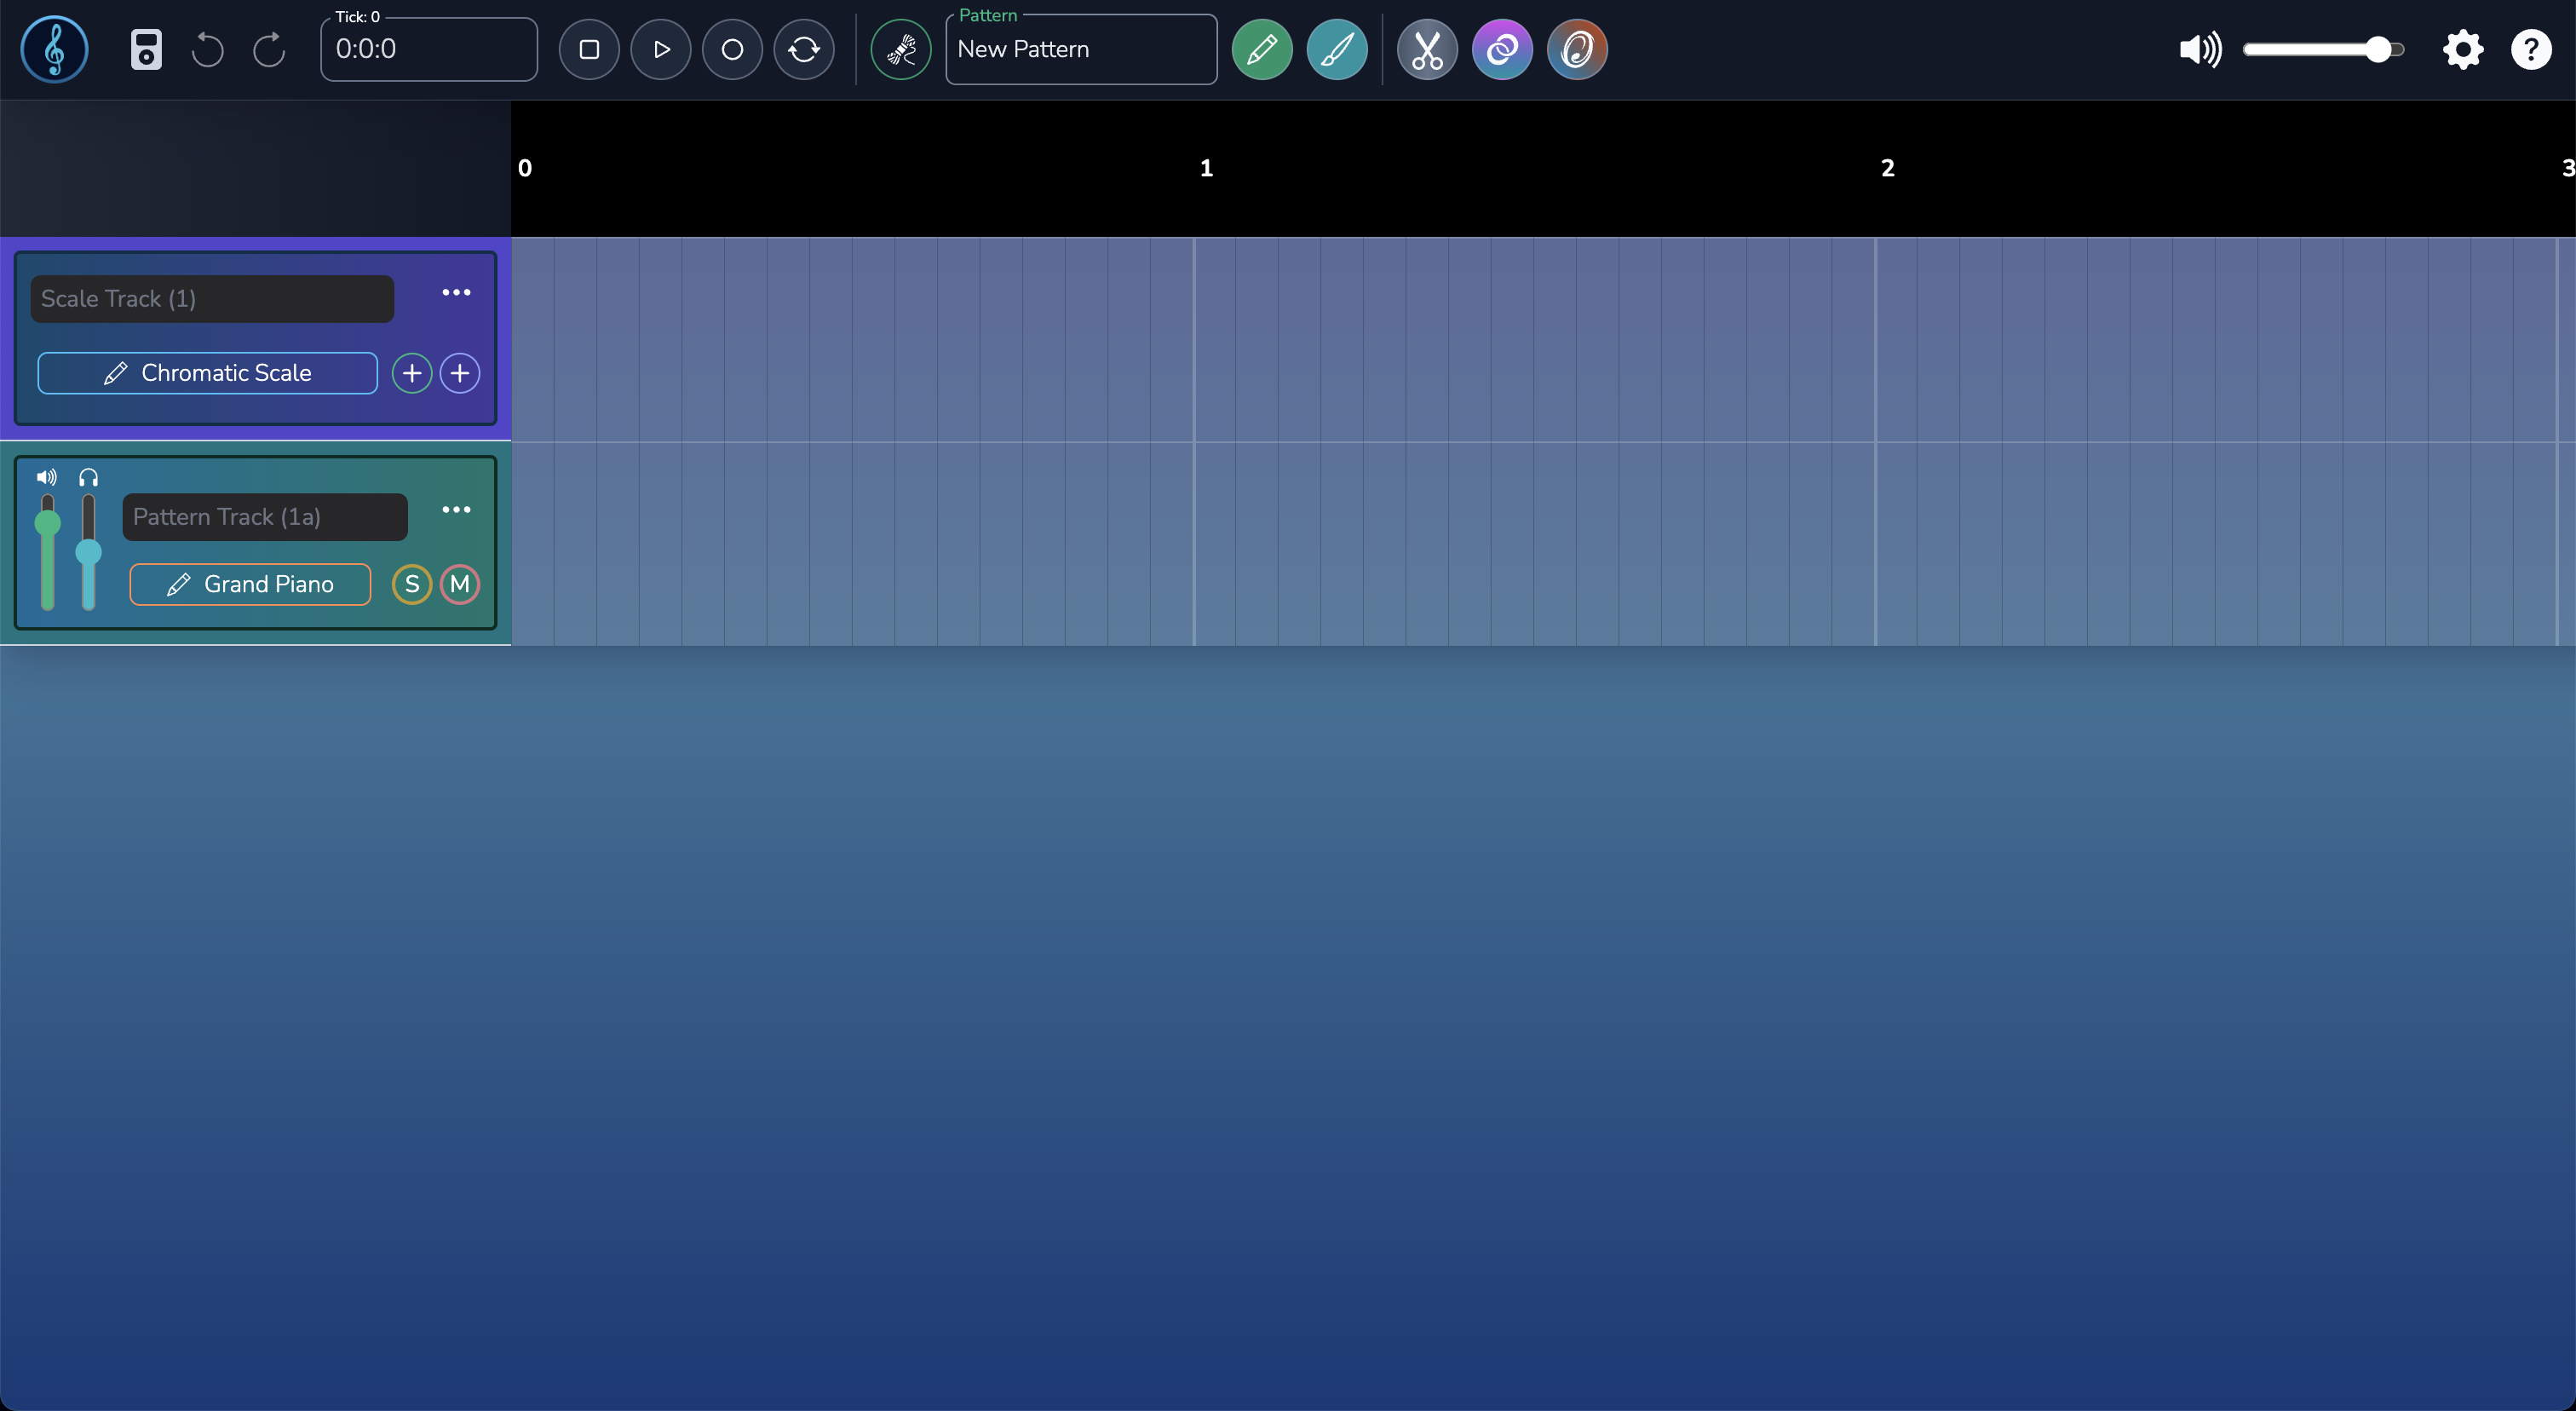 Tick: 0
0:0:0
Pattern
New Pattern
?
0 1 2 3
Scale Track (1)
Chromatic Scale
Pattern Track (1a)
Grand Piano S M